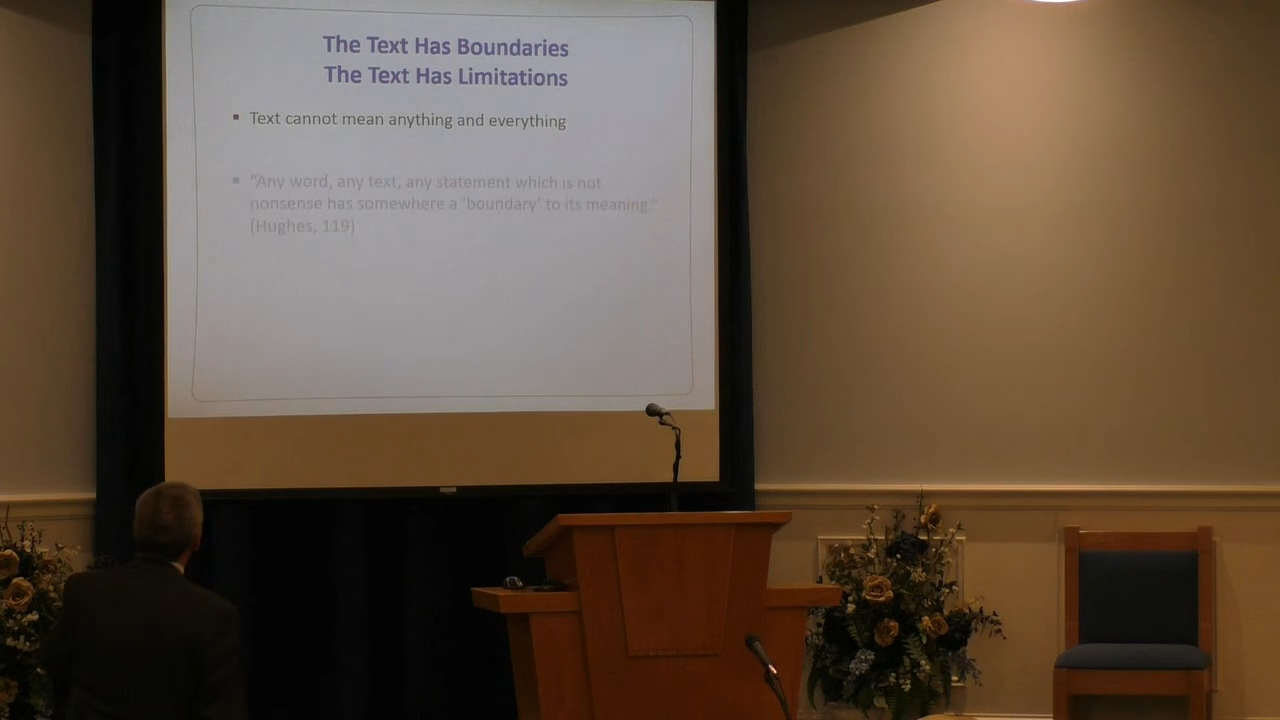 The Text Has Boundaries
The Text Has Limitations
▪ Text cannot mean anything and everything
▪ “Any word, any text, any statement which is not
nonsense has somewhere a ‘boundary’ to its meaning.”
(Hughes, 119)